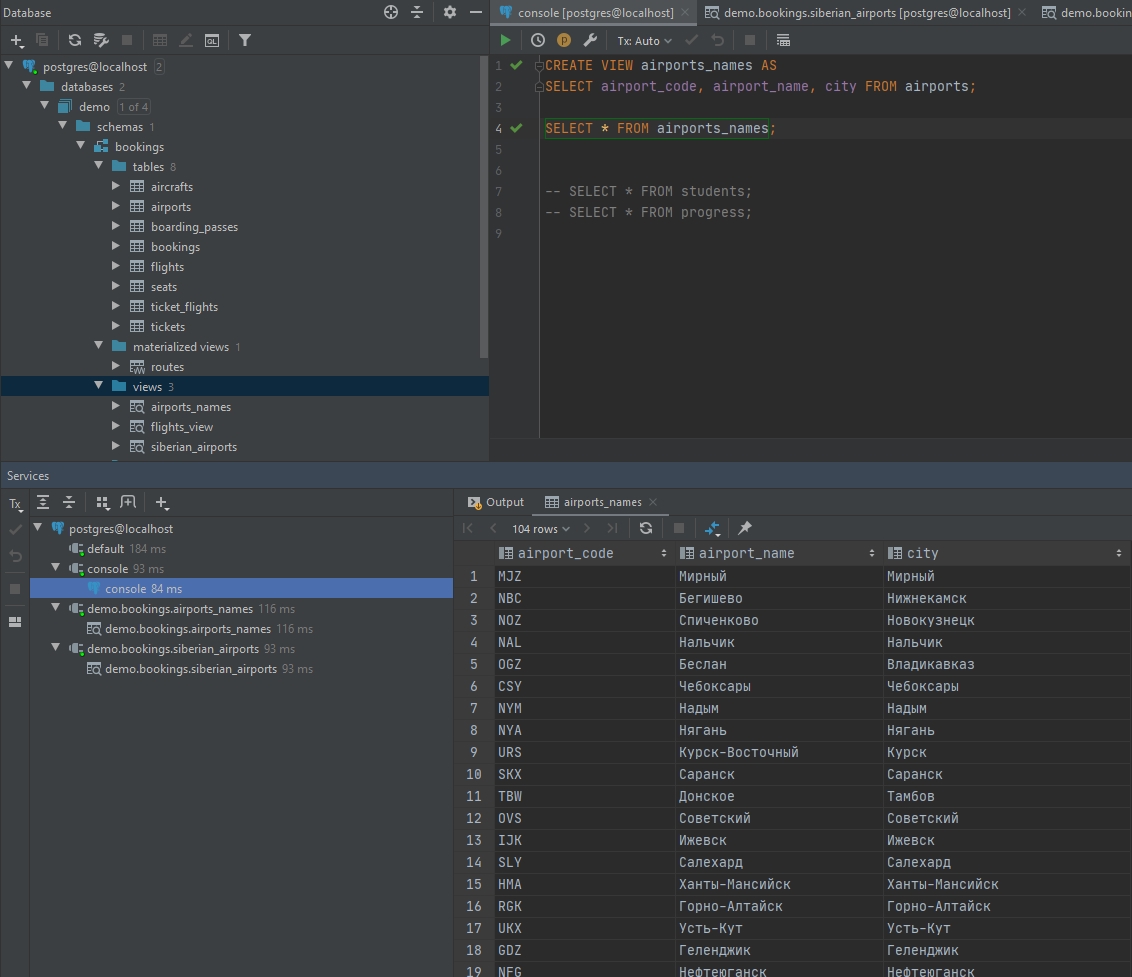 Database
postgres@localhost 2
databases 2
demo 1 of 4
schemas 1
bookings
tables 8
aircrafts
airports
boarding_passes
bookings
flights
seats
ticket_flights
tickets
materialized views 1
routes
views 3
airports_names
flights_view
siberian_airports
console [postgres@localhost]
demo.bookings.siberian_airports [postgres@localhost]
demo.bookin
Tx: Auto
1 CREATE VIEW airports_names AS
2 SELECT airport_code, airport_name, city FROM airports;
3
4 SELECT * FROM airports_names;
5
6
7 -- SELECT * FROM students;
8 -- SELECT * FROM progress;
9
Services
Tx
postgres@localhost
default 184 ms
console 93 ms
console 84 ms
demo.bookings.airports_names 116 ms
demo.bookings.airports_names 116 ms
demo.bookings.siberian_airports 93 ms
demo.bookings.siberian_airports 93 ms
Output airports_names
104 rows
airport_code airport_name city
1 MJZ Мирный Мирный
2 NBC Бегишево Нижнекамск
3 NOZ Спиченково Новокузнецк
4 NAL Нальчик Нальчик
5 OGZ Беслан Владикавказ
6 CSY Чебоксары Чебоксары
7 NYM Надым Надым
8 NYA Нягань Нягань
9 URS Курск-Восточный Курск
10 SKX Саранск Саранск
11 TBW Донское Тамбов
12 OVS Советский Советский
13 IJK Ижевск Ижевск
14 SLY Салехард Салехард
15 HMA Ханты-Мансийск Ханты-Мансийск
16 RGK Горно-Алтайск Горно-Алтайск
17 UKX Усть-Кут Усть-Кут
18 GDZ Геленджик Геленджик
19 NFG Нефтеюганск Нефтеюганск